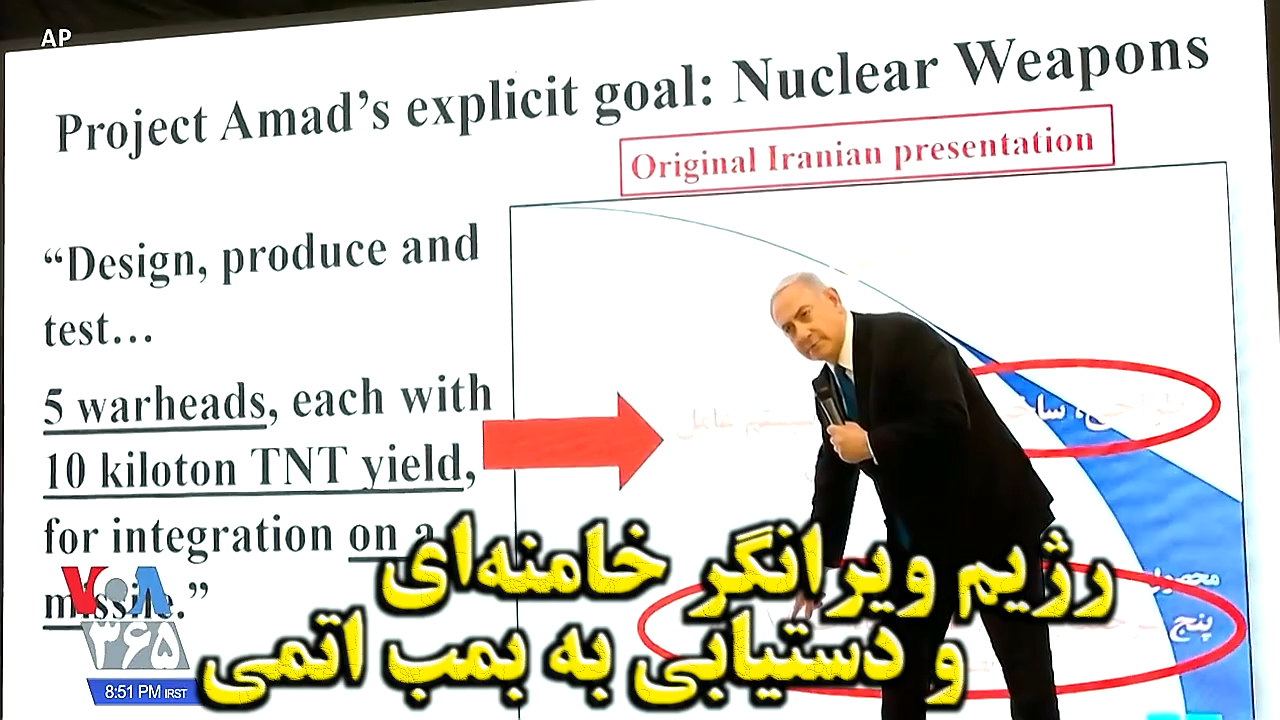 AP
Project Amad's explicit goal: Nuclear Weapons
Original Iranian presentation
“Design, produce and
test...
5 warheads, each with
10 kiloton TNT yield,
for integration on a
missile.”
رژیم ویرانگر خامنه‌ای
و دستیابی به بمب اتمی
VOA
۳۶۵
8:51 PM IRST
پنج